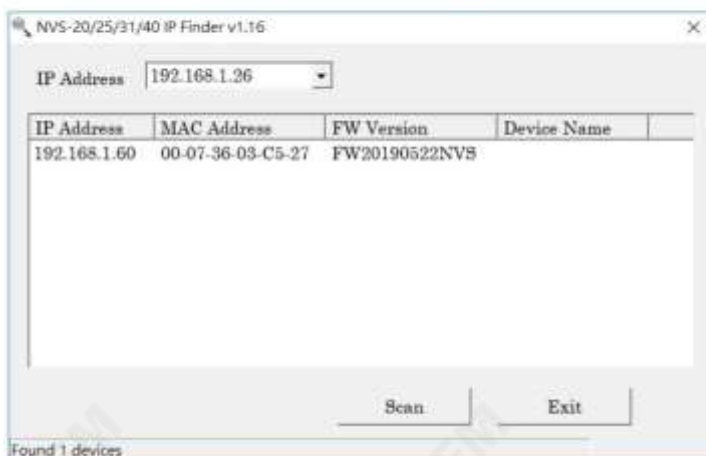 NVS-20/25/31/40 IP Finder v1.16
IP Address 192.168.1.26
IP Address MAC Address FW Version Device Name
192.168.1.60 00-07-36-03-C5-27 FW20190522NVS
Scan Exit
Found 1 devices